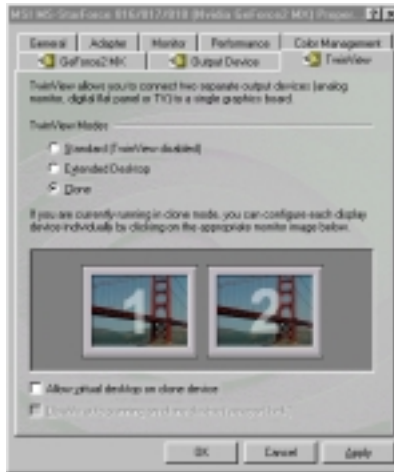 MSI MS-StarForce 816/817/818 (Nvidia GeForce2 MX) Proper... ? X
General Adapter Monitor Performance Color Management
GeForce2 MX Output Device TwinView
TwinView allows you to connect two separate output devices (analog
monitor, digital flat panel or TV) to a single graphics board.
TwinView Modes
Standard (TwinView disabled)
Extended Desktop
Clone
If you are currently running in clone mode, you can configure each display
device individually by clicking on the appropriate monitor image below.
1 2
Allow virtual desktop on clone device
OK Cancel Apply